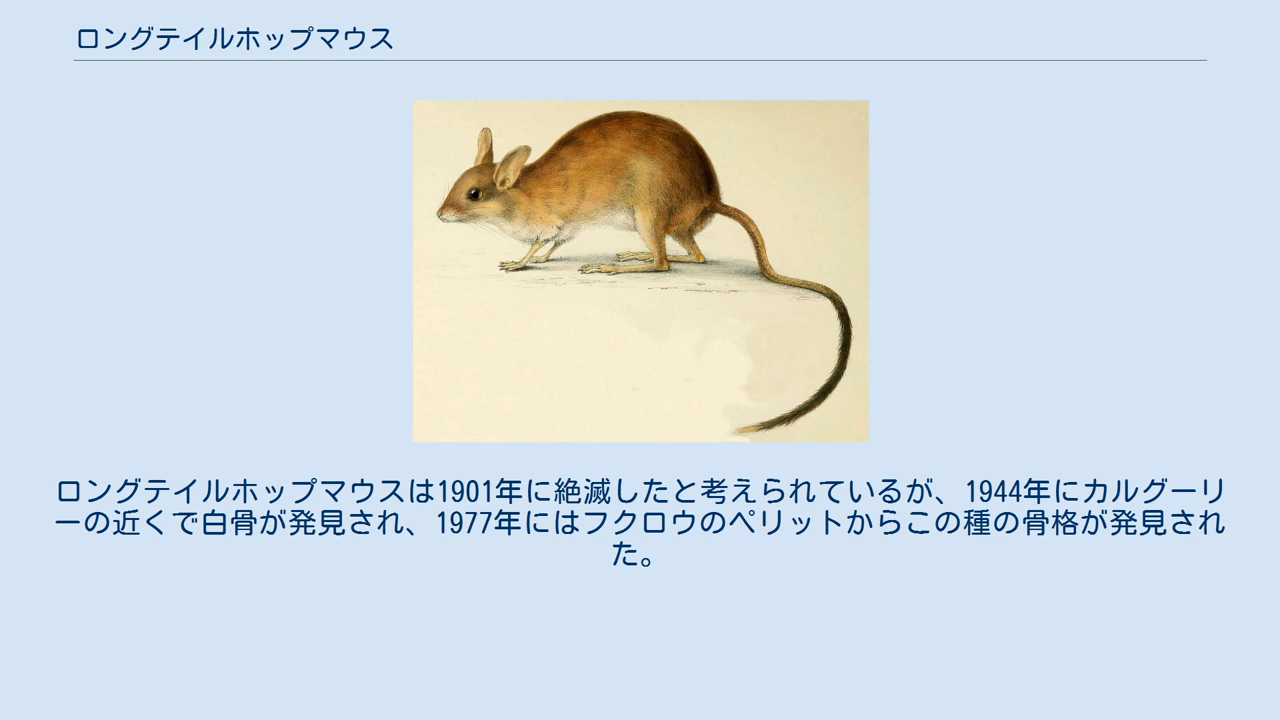 ロングテイルホップマウス
ロングテイルホップマウスは1901年に絶滅したと考えられているが、1944年にカルグーリ
ーの近くで白骨が発見され、1977年にはフクロウのペリットからこの種の骨格が発見され
た。